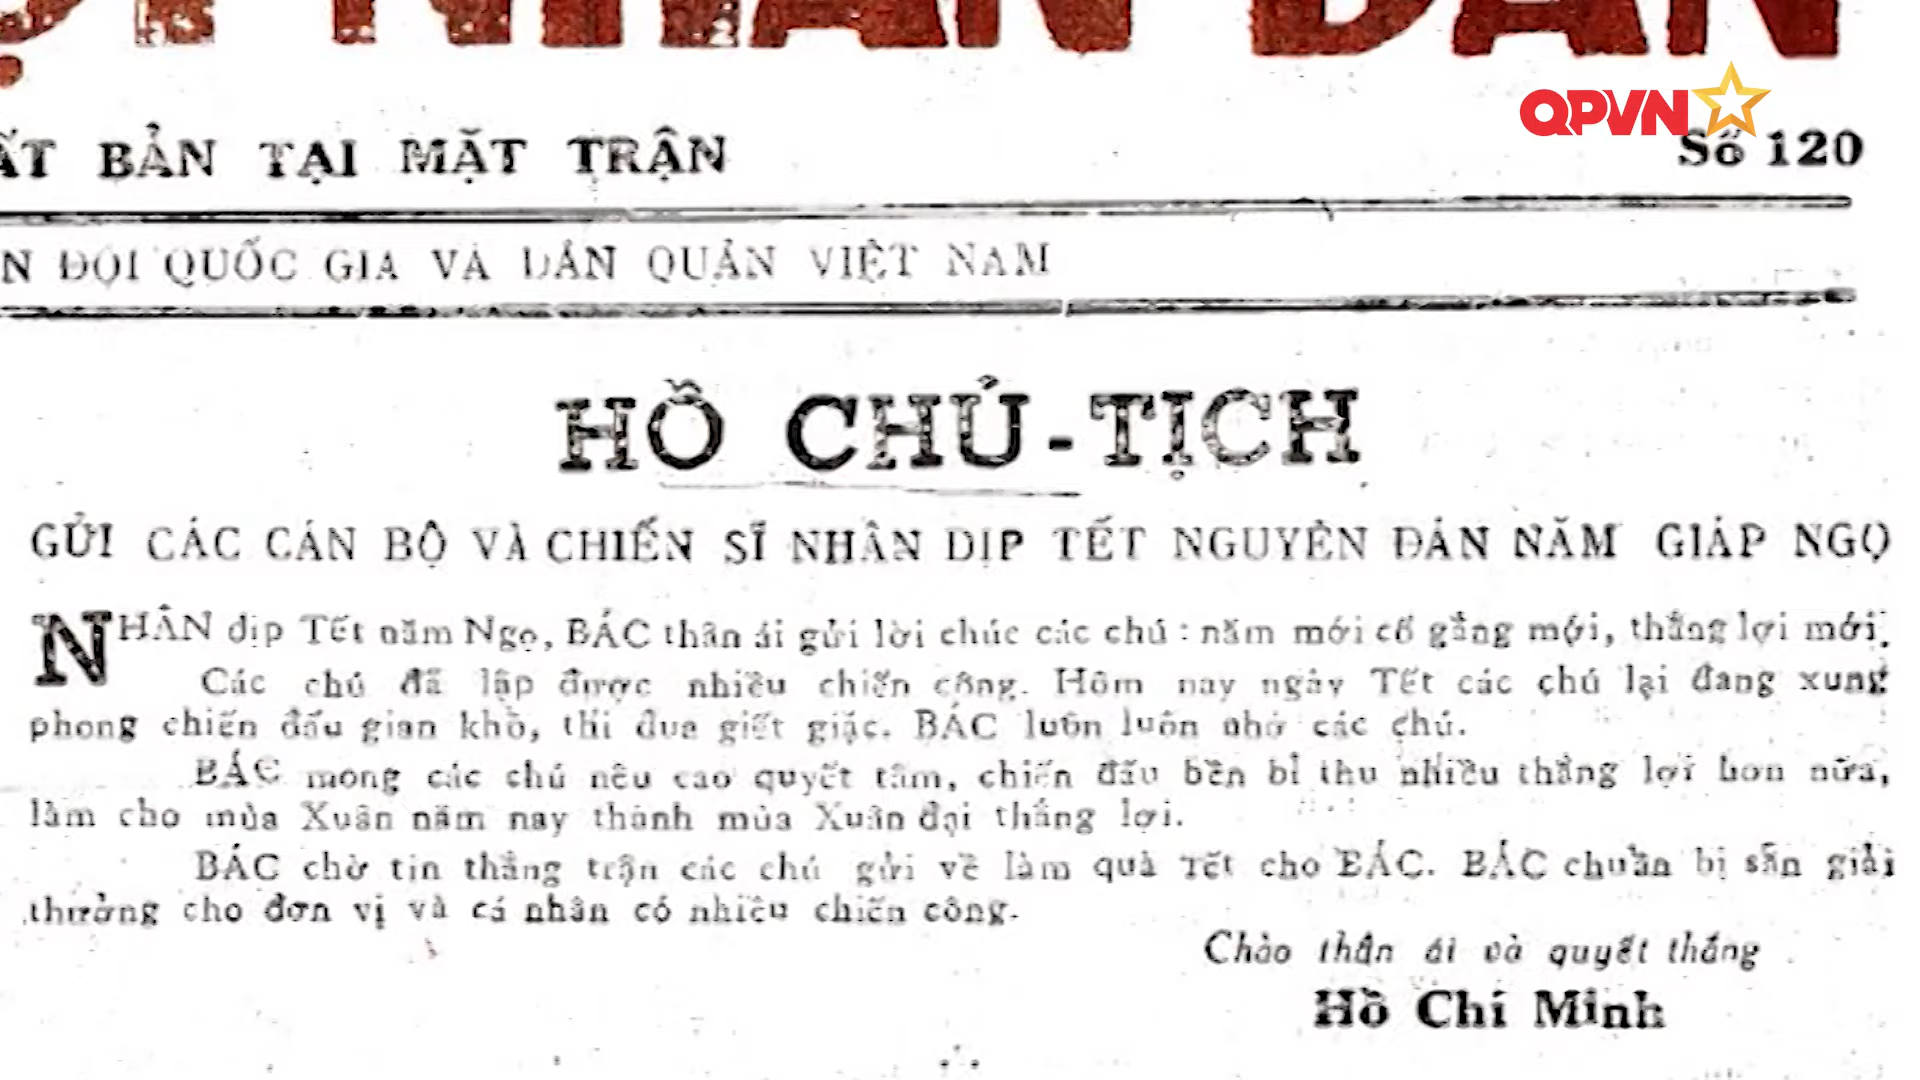 ỘI NHÂN DÂN
QPVN
ẤT BẢN TẠI MẶT TRẬN Số 120
N ĐỘI QUỐC GIA VÀ DÂN QUÂN VIỆT NAM
HỒ CHỦ-TỊCH
GỬI CÁC CÁN BỘ VÀ CHIẾN SĨ NHÂN DỊP TẾT NGUYÊN ĐÁN NĂM GIÁP NGỌ
NHÂN dịp Tết năm Ngọ, BÁC thân ái gửi lời chúc các chú: năm mới cố gắng mới, thắng lợi mới.
Các chú đã lập được nhiều chiến công. Hôm nay ngày Tết các chú lại đang xung
phong chiến đấu gian khổ, thi đua giết giặc. BÁC luôn luôn nhớ các chú.
BÁC mong các chú nêu cao quyết tâm, chiến đấu bền bỉ thu nhiều thắng lợi hơn nữa,
làm cho mùa Xuân năm nay thành mùa Xuân đại thắng lợi.
BÁC chờ tin thắng trận các chú gửi về làm quà Tết cho BÁC. BÁC chuẩn bị sẵn giải
thưởng cho đơn vị và cá nhân có nhiều chiến công.
Chào thân ái và quyết thắng
Hồ Chí Minh